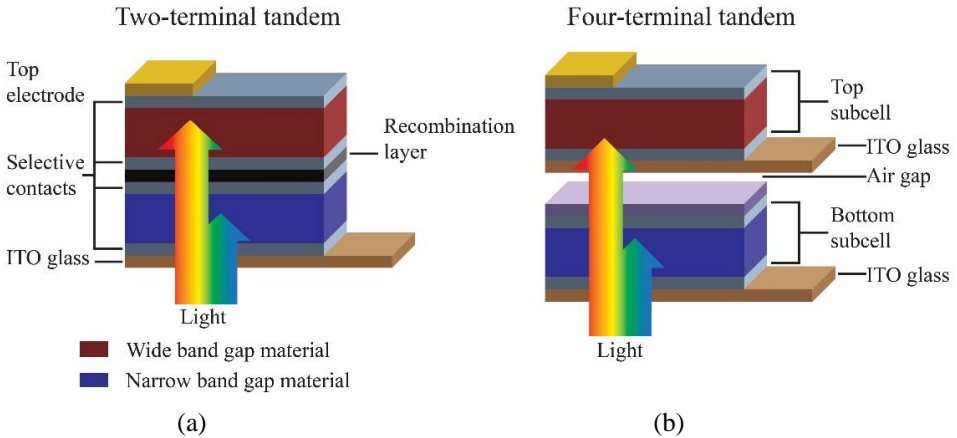 Two-terminal tandem
Top
electrode
Selective
contacts
ITO glass
Recombination
layer
Light
Wide band gap material
Narrow band gap material
(a)
Four-terminal tandem
Top
subcell
ITO glass
Air gap
Bottom
subcell
ITO glass
Light
(b)